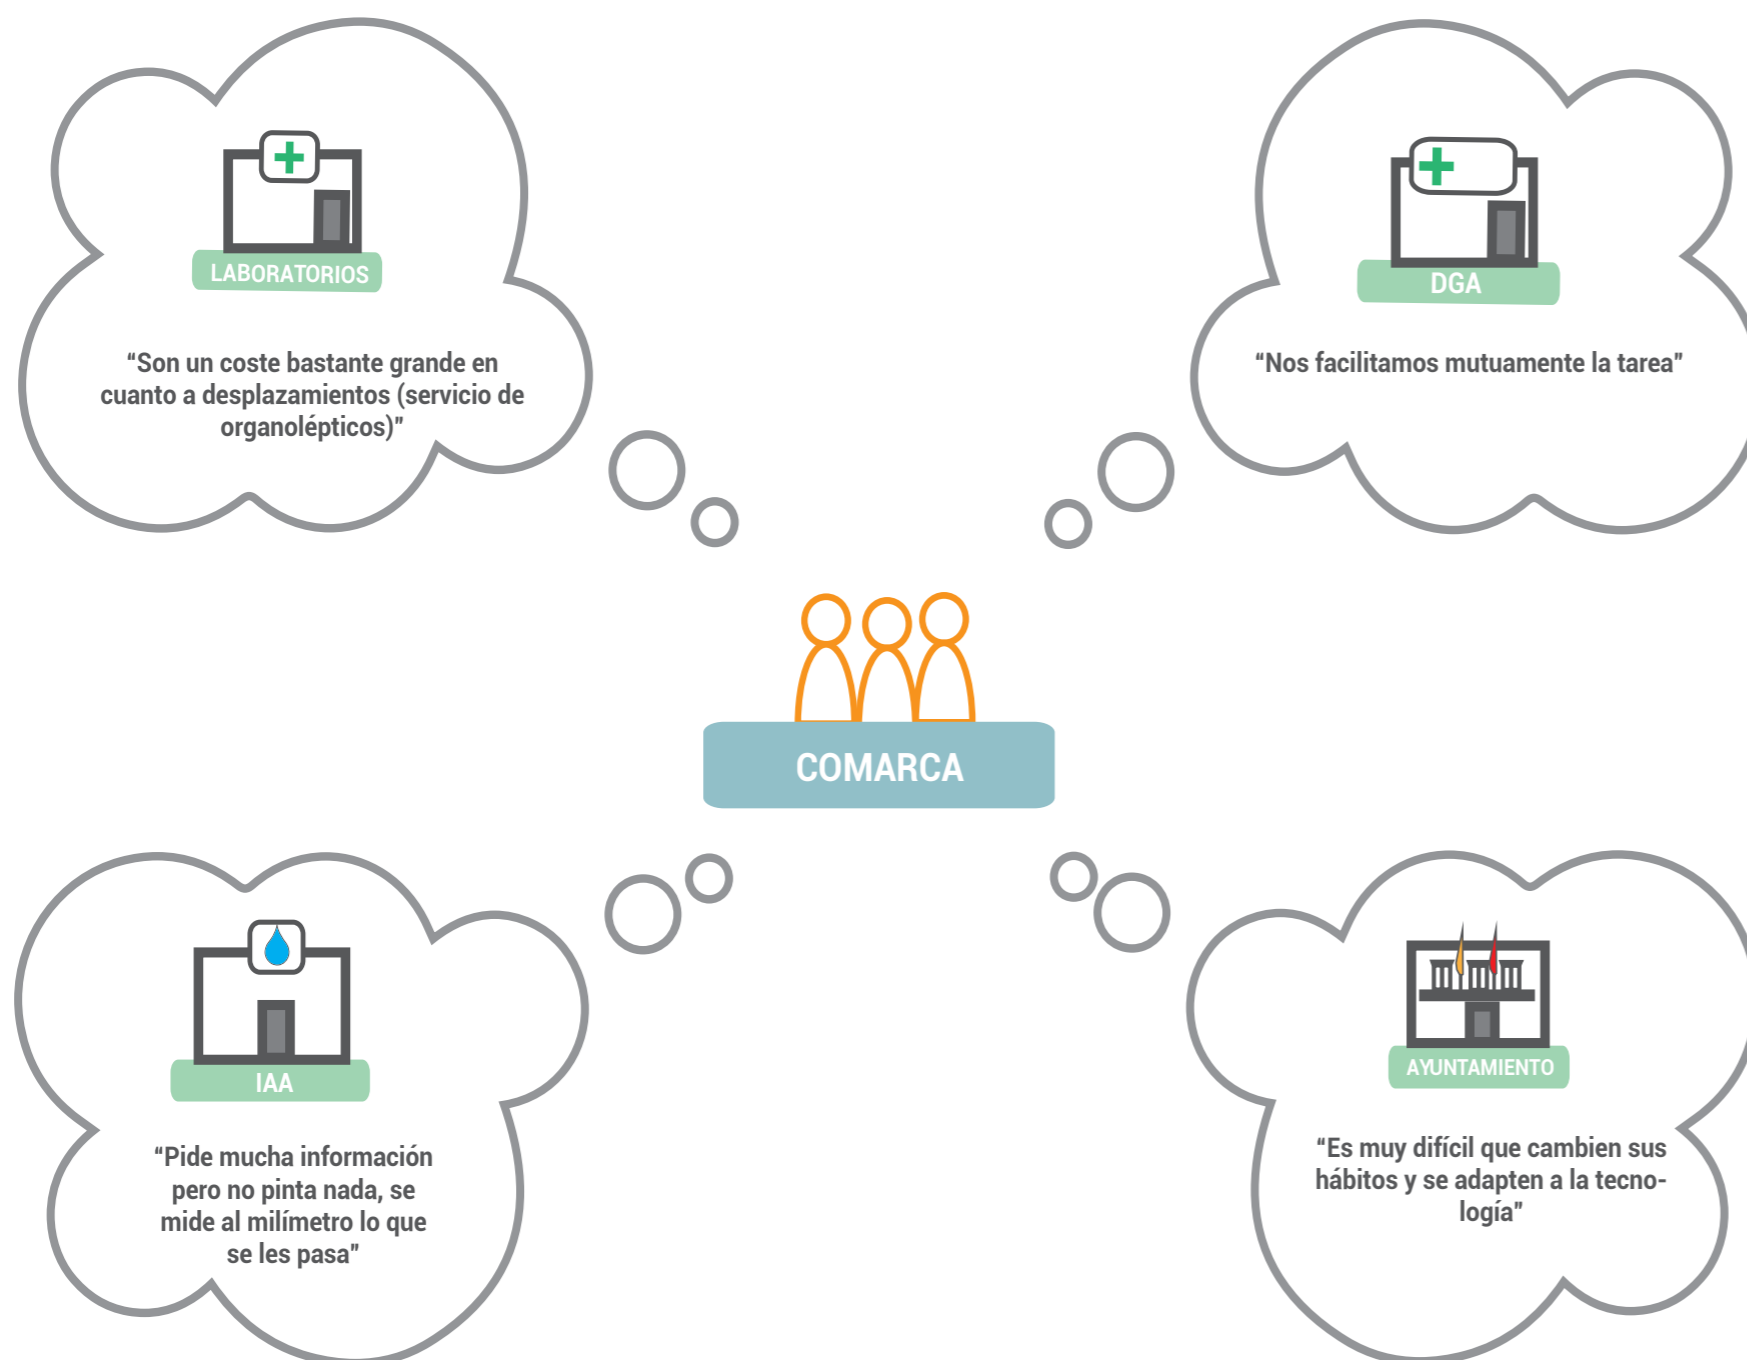 LABORATORIOS
“Son un coste bastante grande en
cuanto a desplazamientos (servicio de
organolépticos)”
DGA
“Nos facilitamos mutuamente la tarea”
COMARCA
IAA
“Pide mucha información
pero no pinta nada, se
mide al milímetro lo que
se les pasa”
AYUNTAMIENTO
“Es muy difícil que cambien sus
hábitos y se adapten a la tecno-
logía”